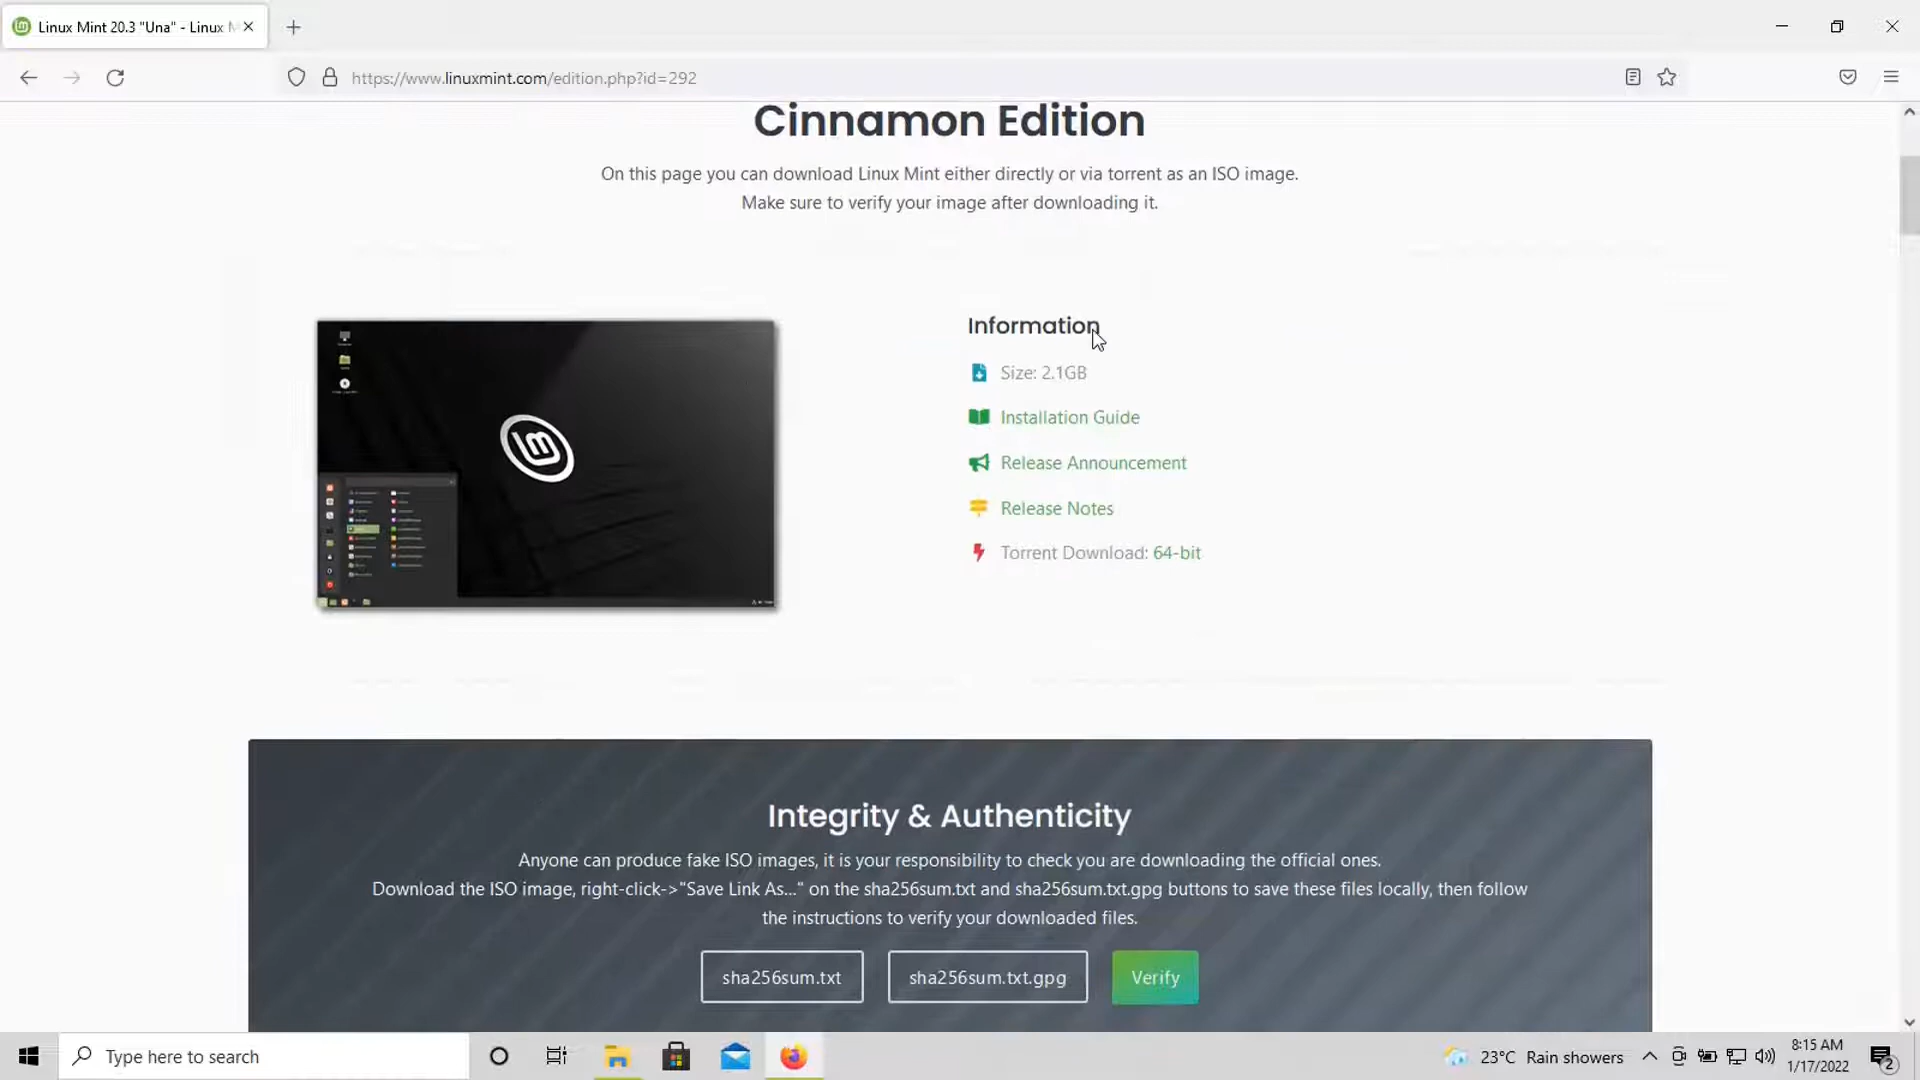 Linux Mint 20.3 "Una" - Linux M
https://www.linuxmint.com/edition.php?id=292
Cinnamon Edition
On this page you can download Linux Mint either directly or via torrent as an ISO image.
Make sure to verify your image after downloading it.
Information
Size: 2.1GB
Installation Guide
Release Announcement
Release Notes
Torrent Download: 64-bit
Integrity & Authenticity
Anyone can produce fake ISO images, it is your responsibility to check you are downloading the official ones.
Download the ISO image, right-click->"Save Link As..." on the sha256sum.txt and sha256sum.txt.gpg buttons to save these files locally, then follow
the instructions to verify your downloaded files.
sha256sum.txt
sha256sum.txt.gpg
Verify
Type here to search
23°C Rain showers
8:15 AM
1/17/2022
2